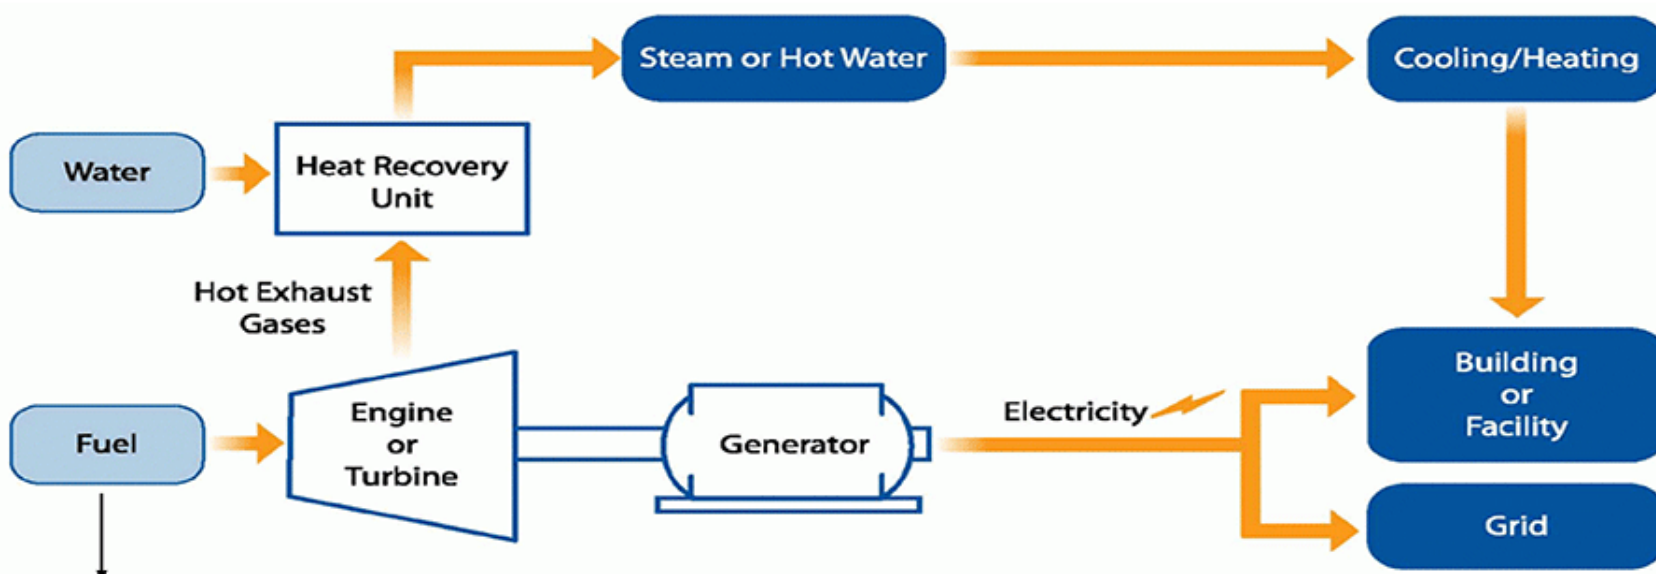 Steam or Hot Water
Cooling/Heating
Water
Heat Recovery
Unit
Hot Exhaust
Gases
Fuel
Engine
or
Turbine
Generator
Electricity
Building
or
Facility
Grid